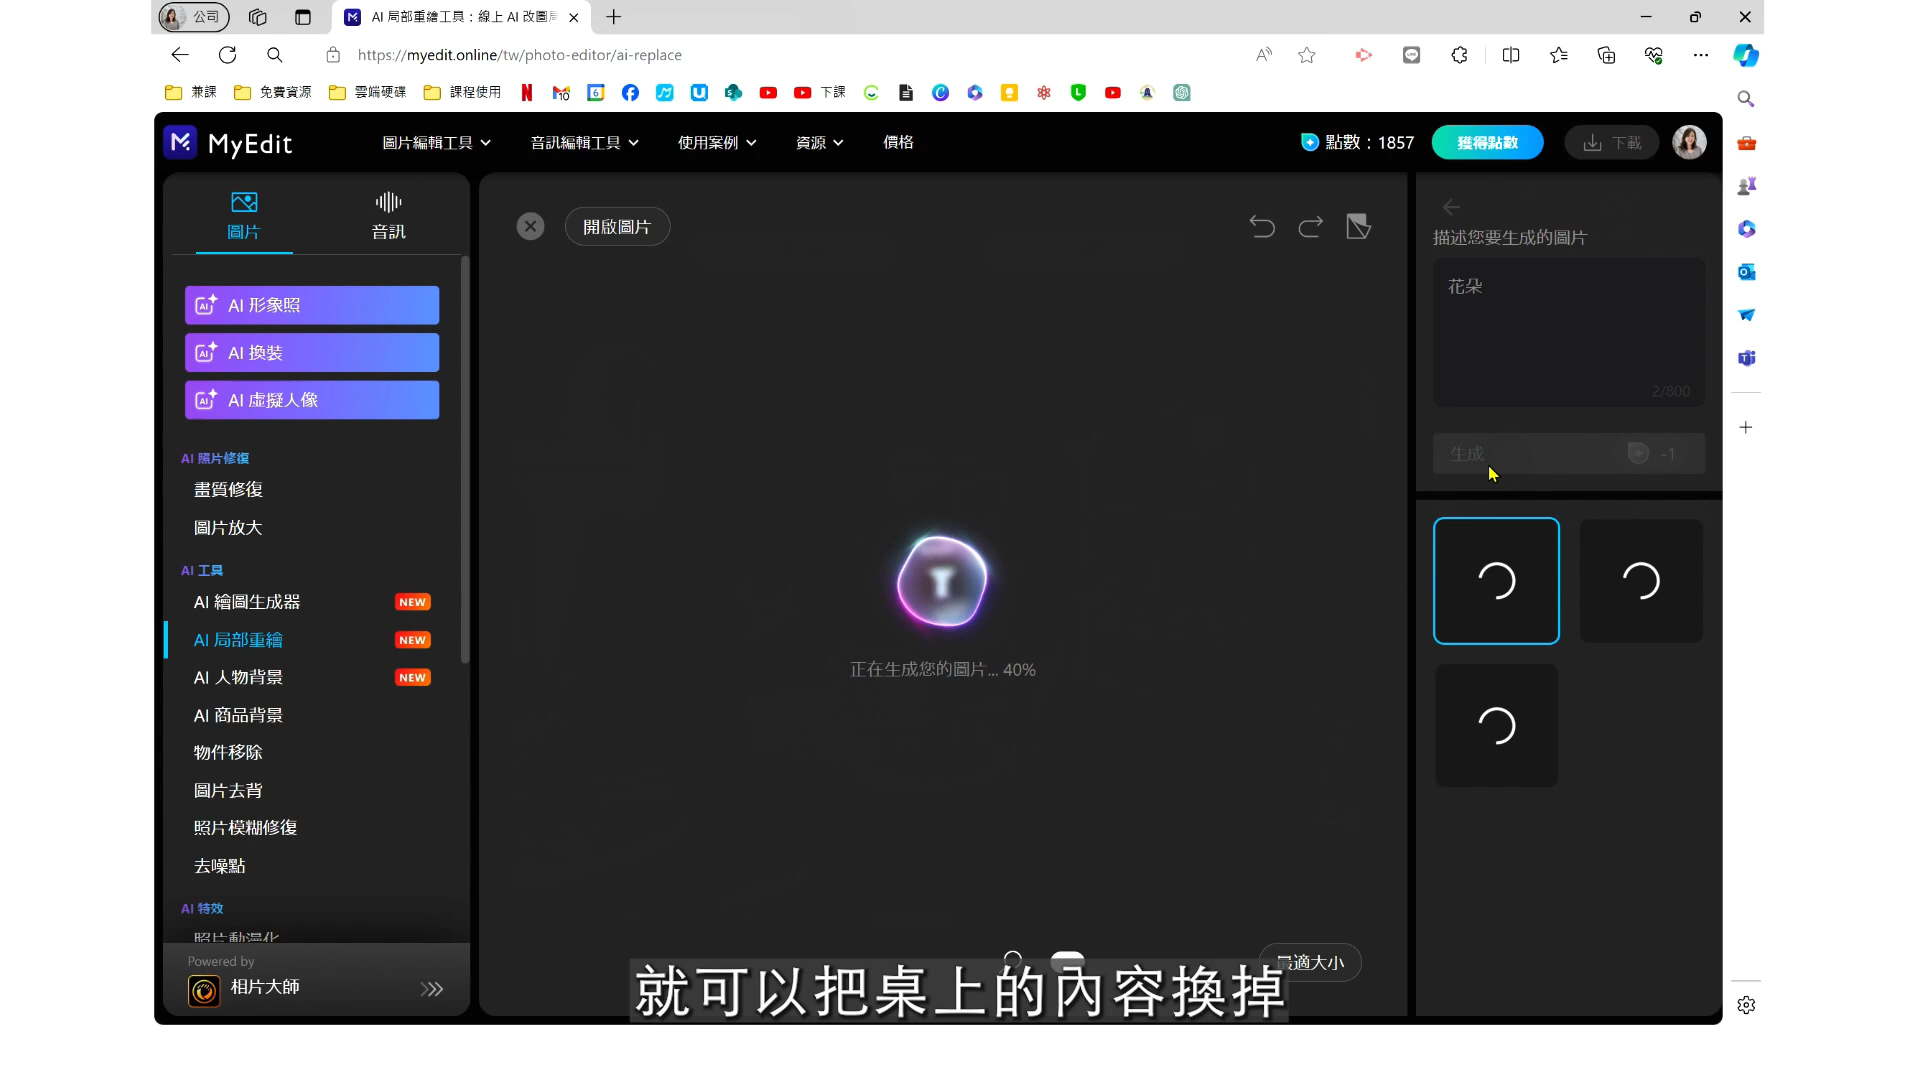 公司
AI 局部重繪工具：線上 AI 改圖
https://myedit.online/tw/photo-editor/ai-replace
兼課
免費資源
雲端硬碟
課程使用
下課
MyEdit
圖片編輯工具
音訊編輯工具
使用案例
資源
價格
點數：1857
獲得點數
下載
圖片
音訊
開啟圖片
描述您要生成的圖片
花朵
2/800
生成
-1
AI 形象照
AI 換裝
AI 虛擬人像
AI 照片修復
畫質修復
圖片放大
AI 工具
AI 繪圖生成器
NEW
AI 局部重繪
NEW
AI 人物背景
NEW
AI 商品背景
物件移除
圖片去背
照片模糊修復
去噪點
AI 特效
照片動漫化
Powered by
相片大師
正在生成您的圖片... 40%
最適大小
就可以把桌上的內容換掉